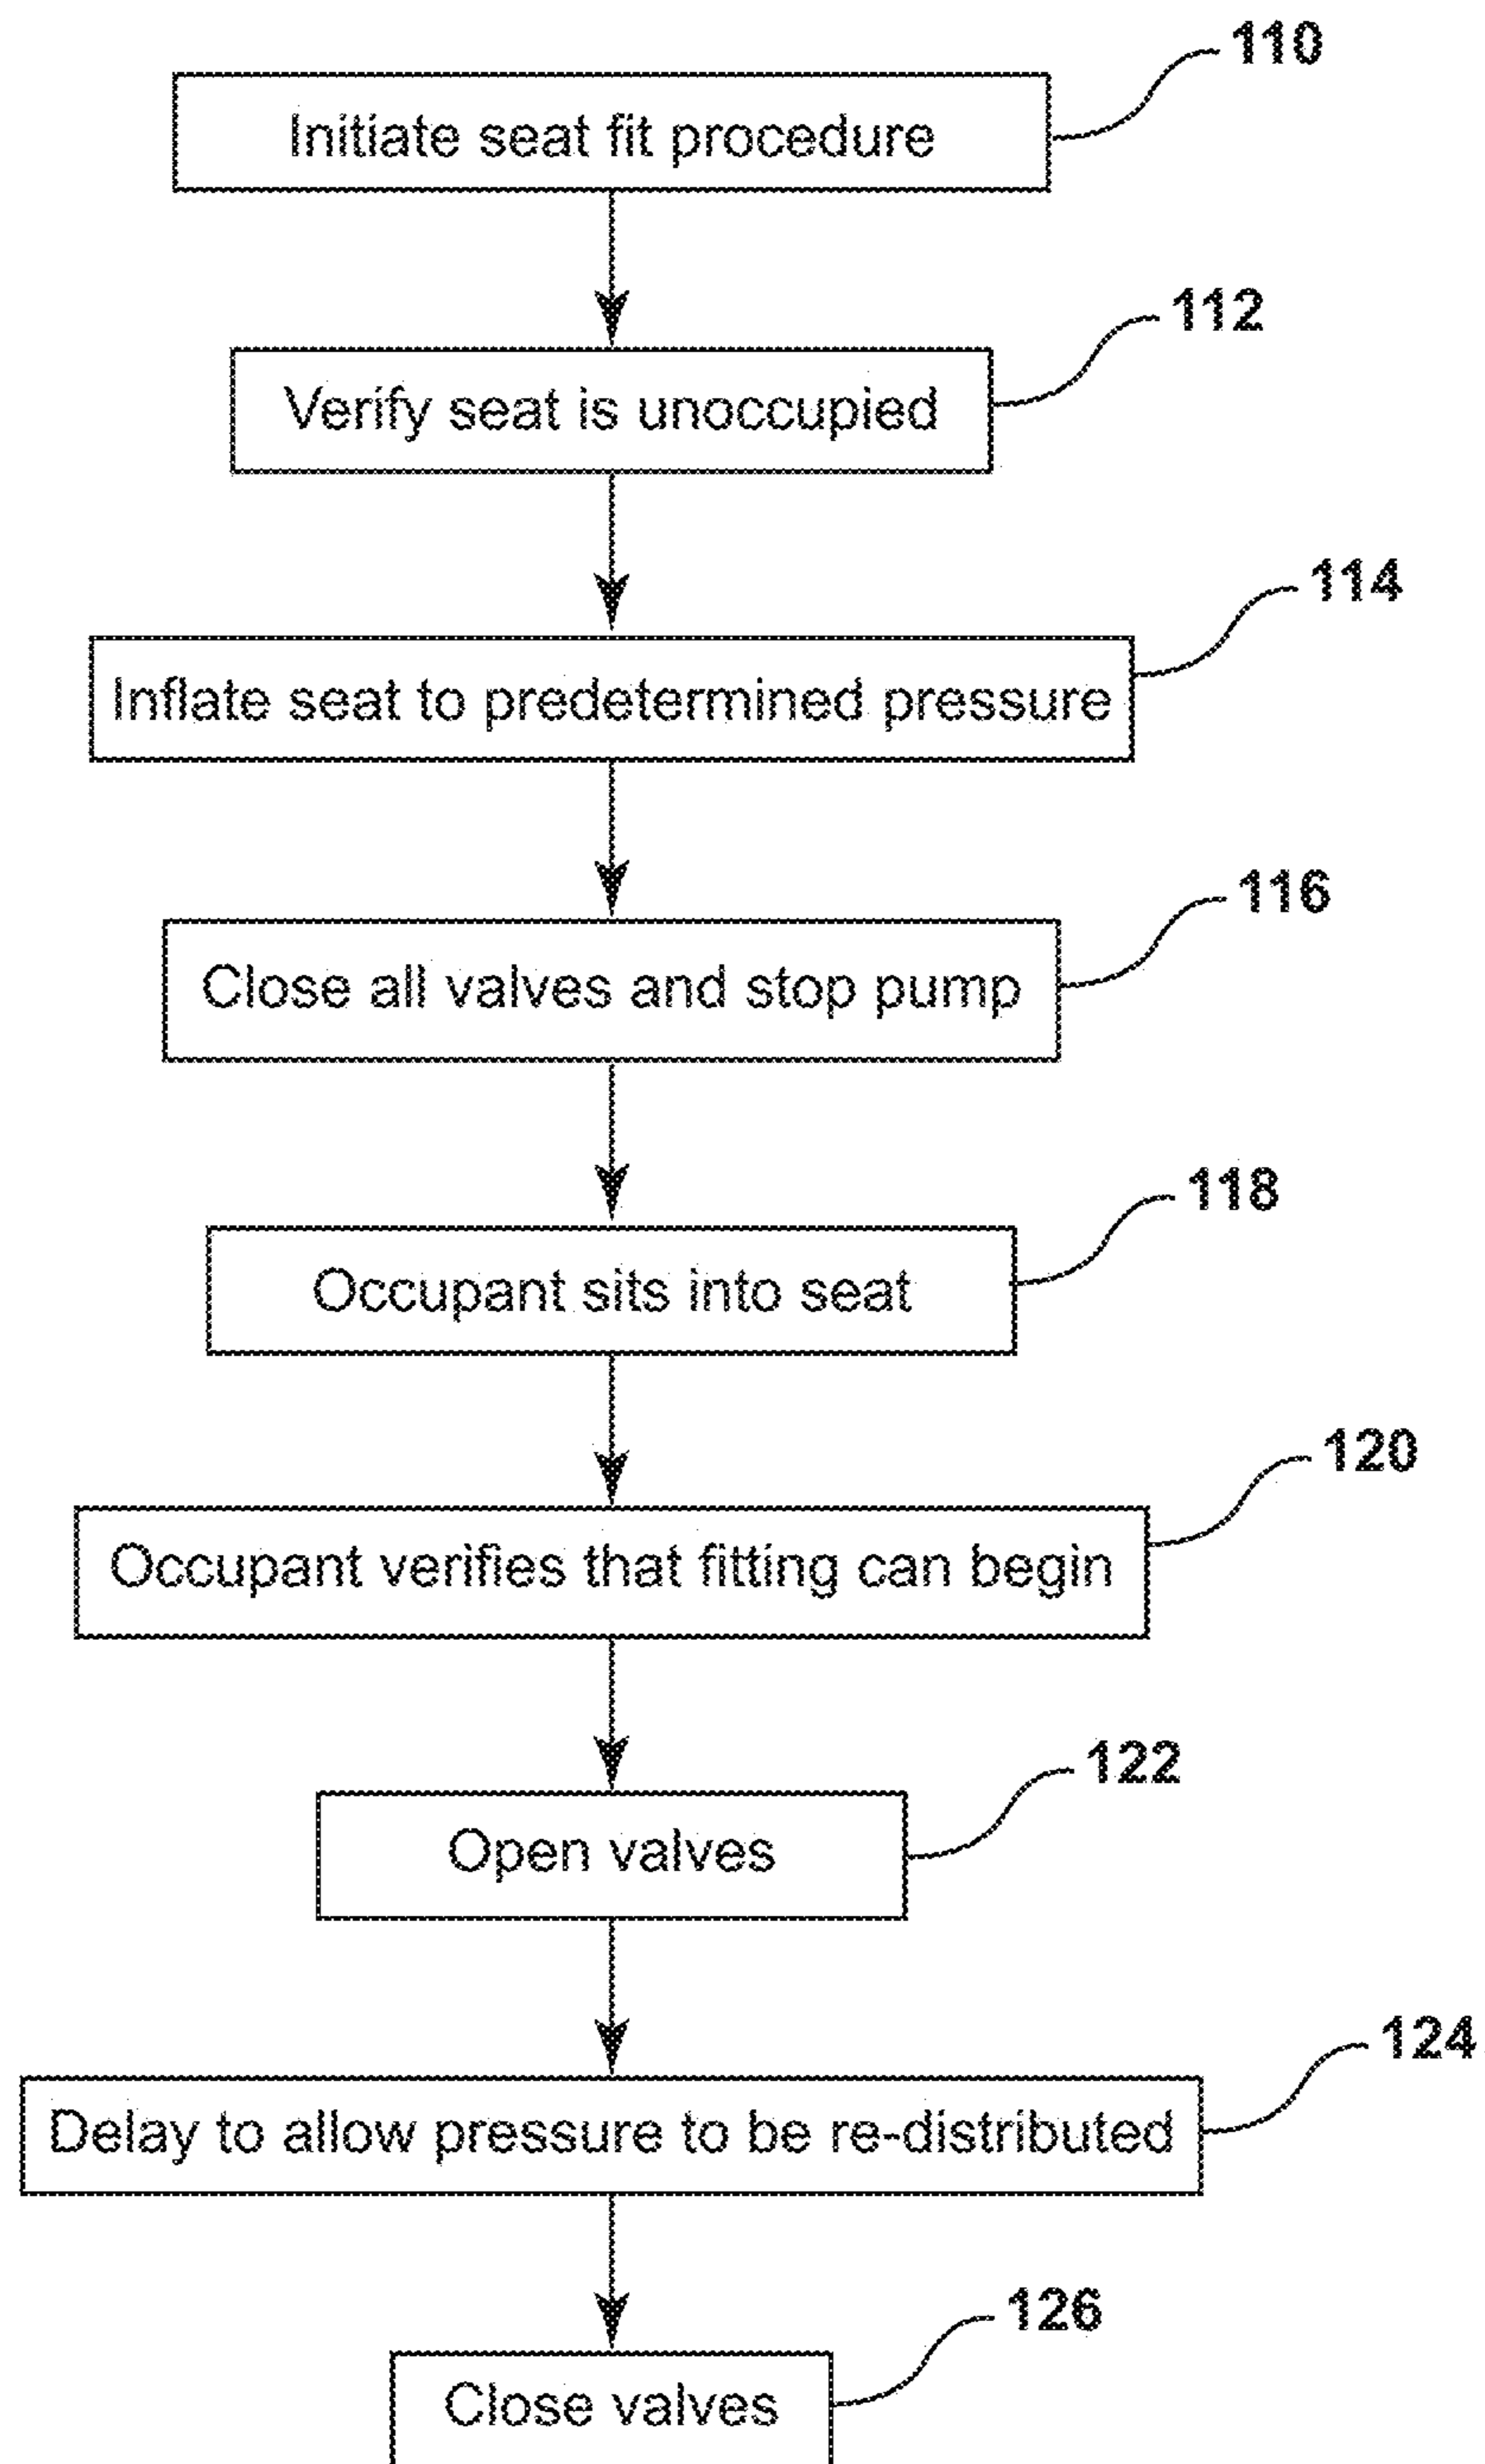 110
Initiate seat fit procedure
112
Verify seat is unoccupied
114
Inflate seat to predetermined pressure
116
Close all valves and stop pump
118
Occupant sits into seat
120
Occupant verifies that fitting can begin
122
Open valves
124
Delay to allow pressure to be re-distributed
126
Close valves